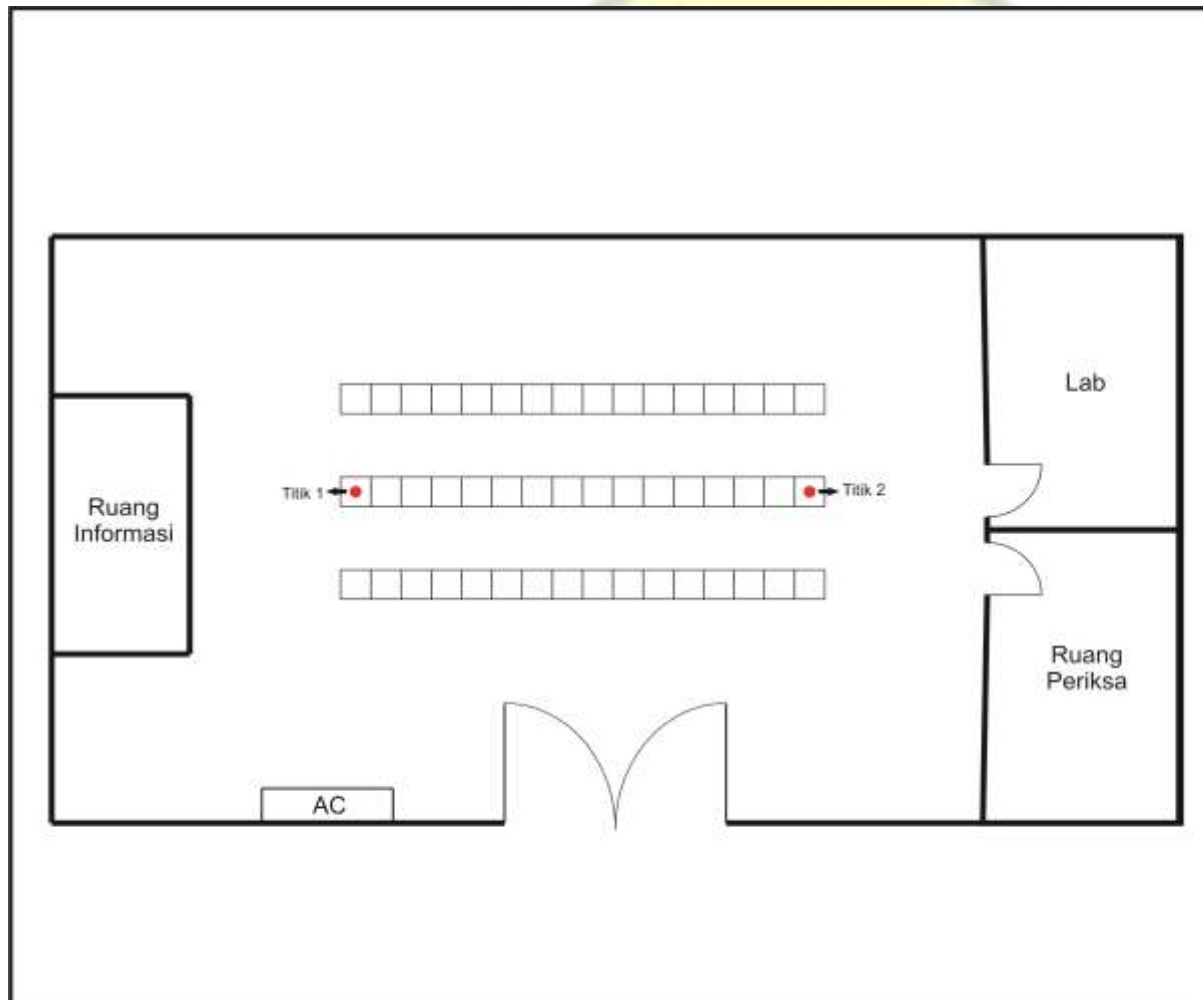 Lab
Titik 1
Titik 2
Ruang
Informasi
Ruang
Periksa
AC